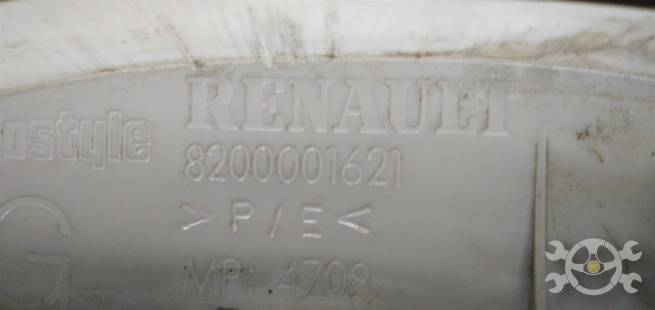 RENAULT
ostyle
8200001621
> P/E <
G
MP: 4708